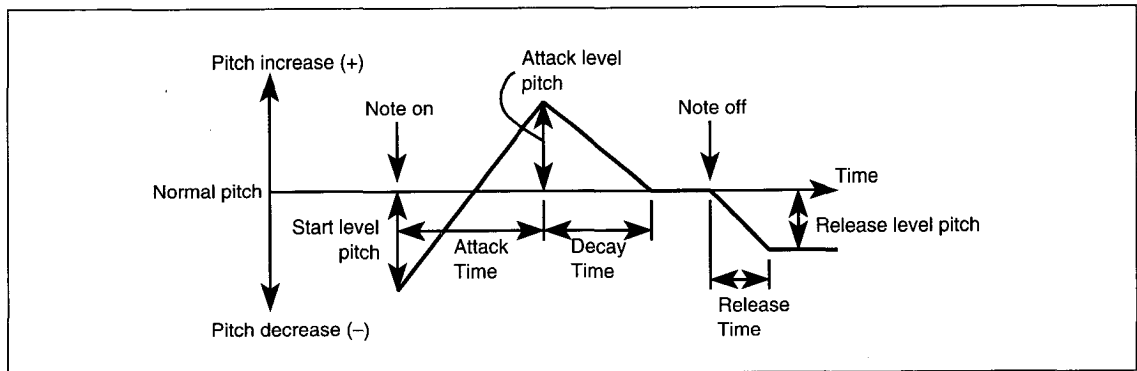 Pitch increase (+)
Attack level
pitch
Note on
Note off
Normal pitch
Time
Start level
pitch
Attack
Time
Decay
Time
Release level pitch
Release
Time
Pitch decrease (–)